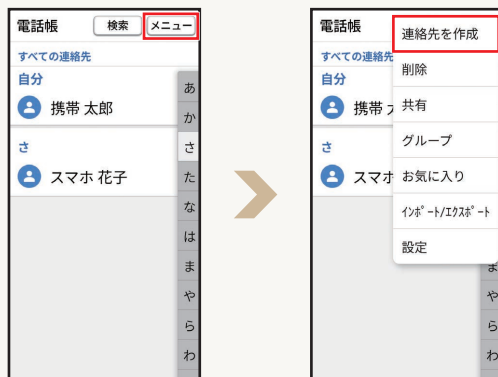 電話帳 検索 メニュー
すべての連絡先
自分
携帯 太郎
さ
スマホ 花子
あ
か
さ
た
な
は
ま
や
ら
わ
電話帳
すべての連絡先
自分
携帯
さ
スマホ
連絡先を作成
削除
共有
グループ
お気に入り
ｲﾝﾎﾟｰﾄ/ｴｸｽﾎﾟｰﾄ
設定
ま
や
ら
わ